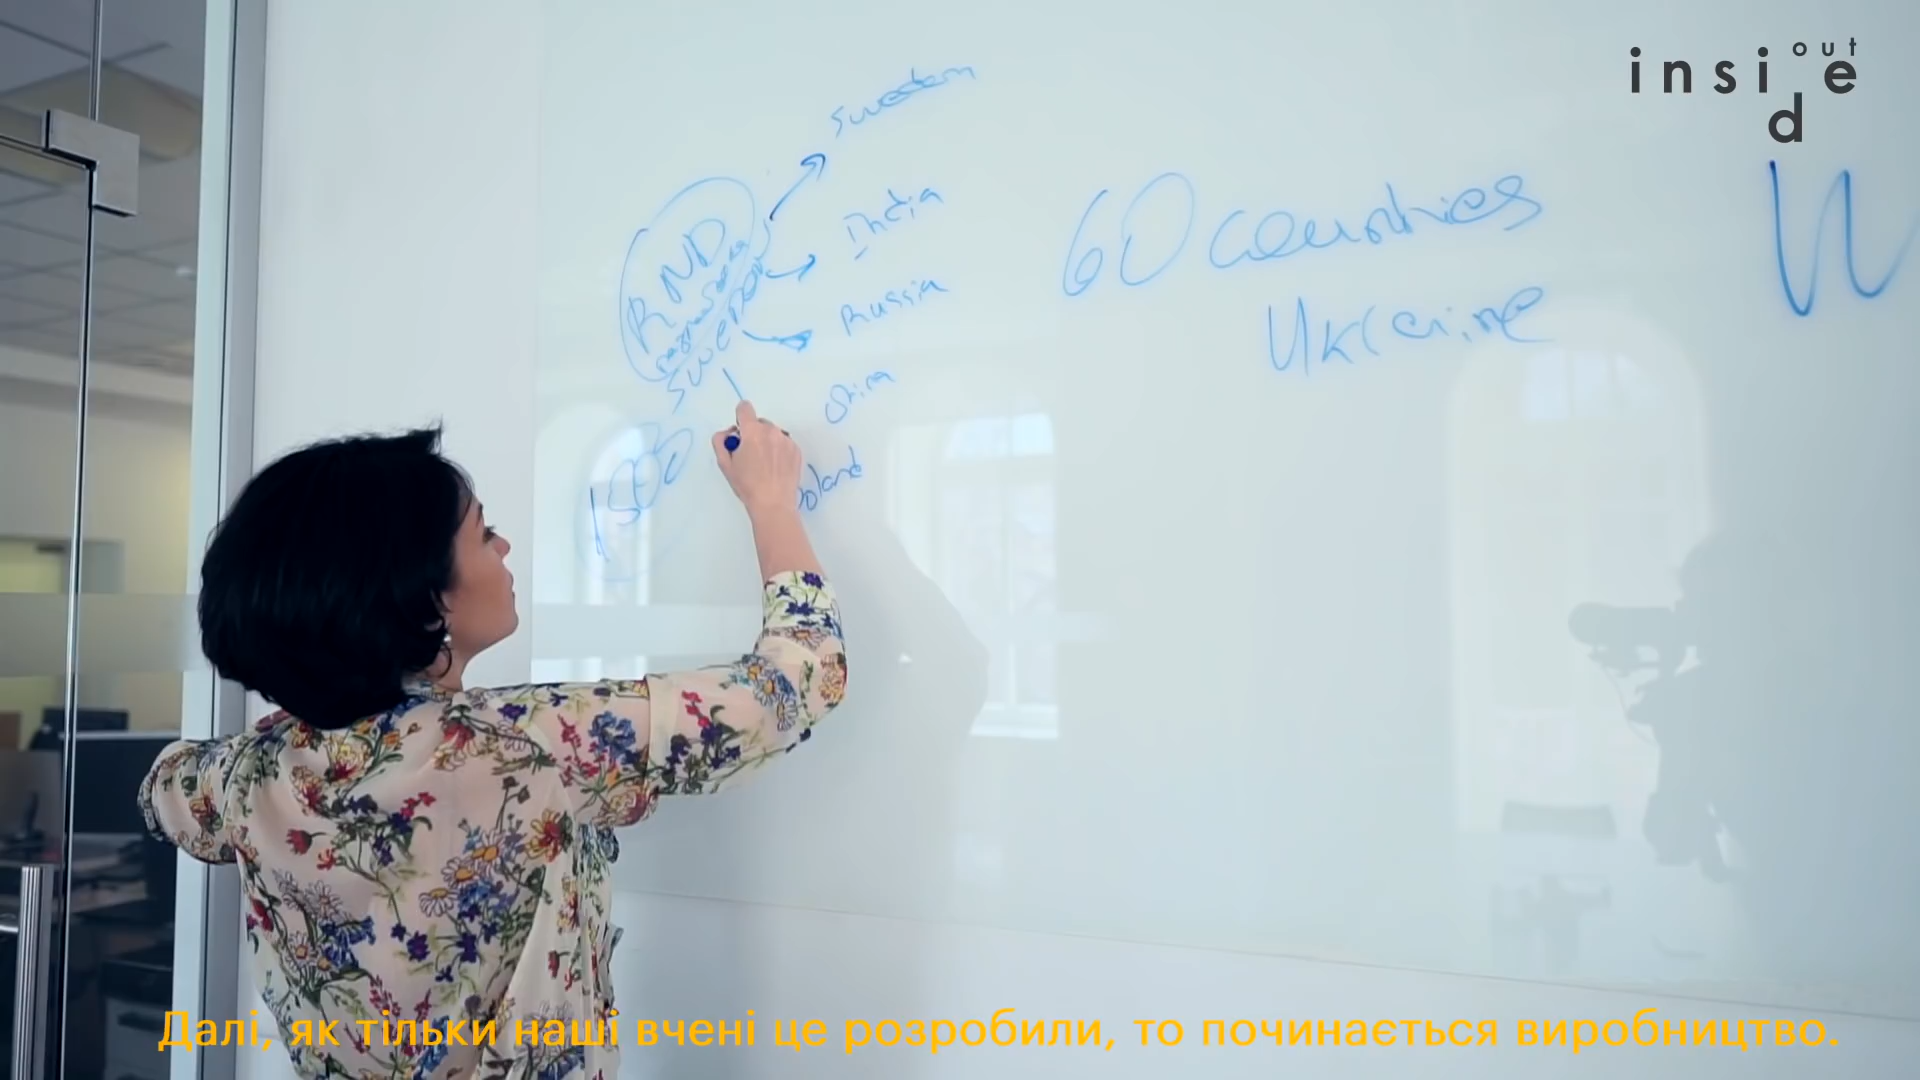 out
inside
Sweden
India
Russia
China
Poland
RND
Sweden
1500
60 countries
Ukraine
Далі, як тільки наші вчені це розробили, то починається виробництво.